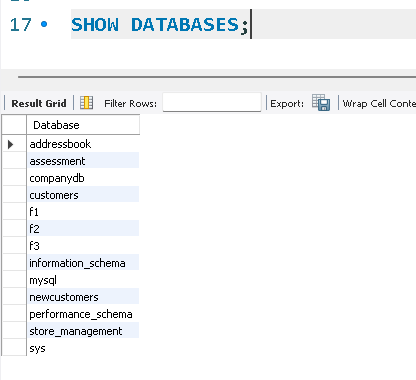 17 SHOW DATABASES;
Result Grid Filter Rows: Export: Wrap Cell Conte
Database
addressbook
assessment
companydb
customers
f1
f2
f3
information_schema
mysql
newcustomers
performance_schema
store_management
sys